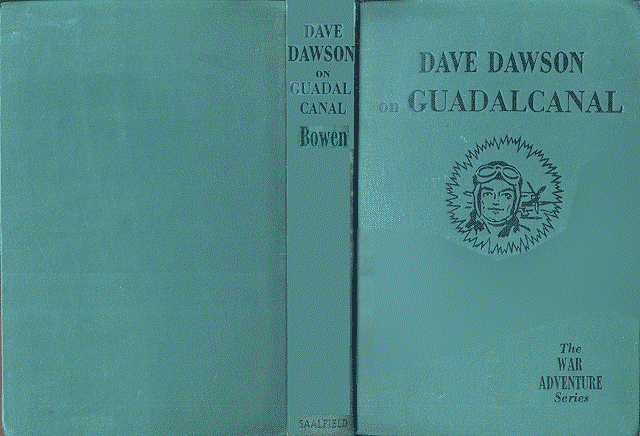 DAVE
DAWSON
ON
GUADAL
CANAL
Bowen
SAALFIELD
DAVE DAWSON
on GUADALCANAL
The
WAR
ADVENTURE
Series